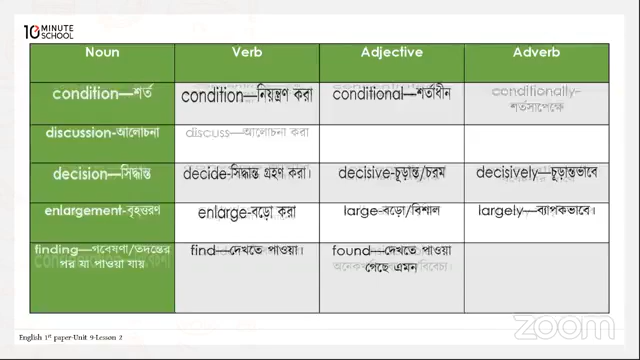 10 MINUTE
SCHOOL
Noun Verb Adjective Adverb
condition—শর্ত condition—নিয়ন্ত্রণ করা conditional—শর্তাধীন conditionally-
শর্তসাপেক্ষে
discussion-আলোচনা discuss—আলোচনা করা
decision—সিদ্ধান্ত decide-সিদ্ধান্ত গ্রহণ করা। decisive-চূড়ান্ত/চরম decisively—চূড়ান্তভাবে
enlargement-বৃহত্তরণ enlarge-বড়ো করা large-বড়ো/বিশাল largely—ব্যাপকভাবে।
finding—গবেষণা/তদন্তের find—দেখতে পাওয়া। found—দেখতে পাওয়া
পর যা পাওয়া যায় গেছে এমন
English 1st paper-Unit 9-Lesson 2
zoom